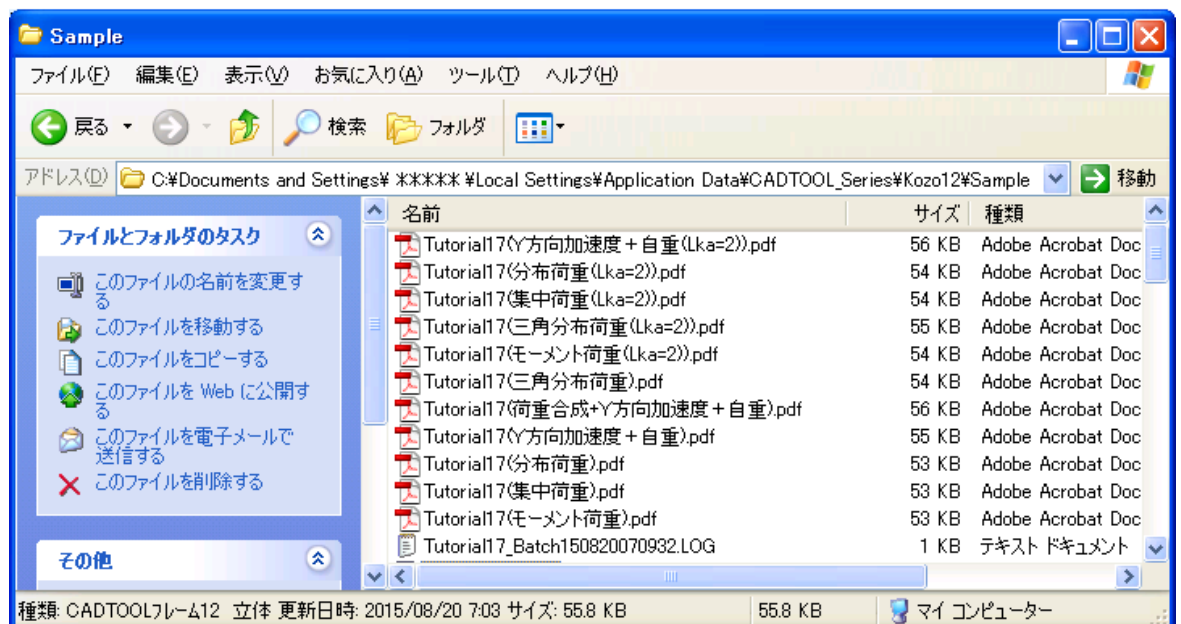 Sample
ファイル(F) 編集(E) 表示(V) お気に入り(A) ツール(T) ヘルプ(H)
戻る 検索 フォルダ
アドレス(D) C:¥Documents and Settings¥ ***** ¥Local Settings¥Application Data¥CADTOOL_Series¥Kozo12¥Sample 移動
ファイルとフォルダのタスク
このファイルの名前を変更す
る
このファイルを移動する
このファイルをコピーする
このファイルを Web に公開す
る
このファイルを電子メールで
送信する
このファイルを削除する
その他
名前 サイズ 種類
Tutorial17(Y方向加速度+自重(Lka=2)).pdf 56 KB Adobe Acrobat Doc
Tutorial17(分布荷重(Lka=2)).pdf 54 KB Adobe Acrobat Doc
Tutorial17(集中荷重(Lka=2)).pdf 54 KB Adobe Acrobat Doc
Tutorial17(三角分布荷重(Lka=2)).pdf 55 KB Adobe Acrobat Doc
Tutorial17(モーメント荷重(Lka=2)).pdf 54 KB Adobe Acrobat Doc
Tutorial17(三角分布荷重).pdf 54 KB Adobe Acrobat Doc
Tutorial17(荷重合成+Y方向加速度+自重).pdf 56 KB Adobe Acrobat Doc
Tutorial17(Y方向加速度+自重).pdf 55 KB Adobe Acrobat Doc
Tutorial17(分布荷重).pdf 53 KB Adobe Acrobat Doc
Tutorial17(集中荷重).pdf 53 KB Adobe Acrobat Doc
Tutorial17(モーメント荷重).pdf 53 KB Adobe Acrobat Doc
Tutorial17_Batch150820070932.LOG 1 KB テキスト ドキュメント
種類: CADTOOLフレーム12 立体 更新日時: 2015/08/20 7:03 サイズ: 55.8 KB 55.8 KB マイ コンピューター